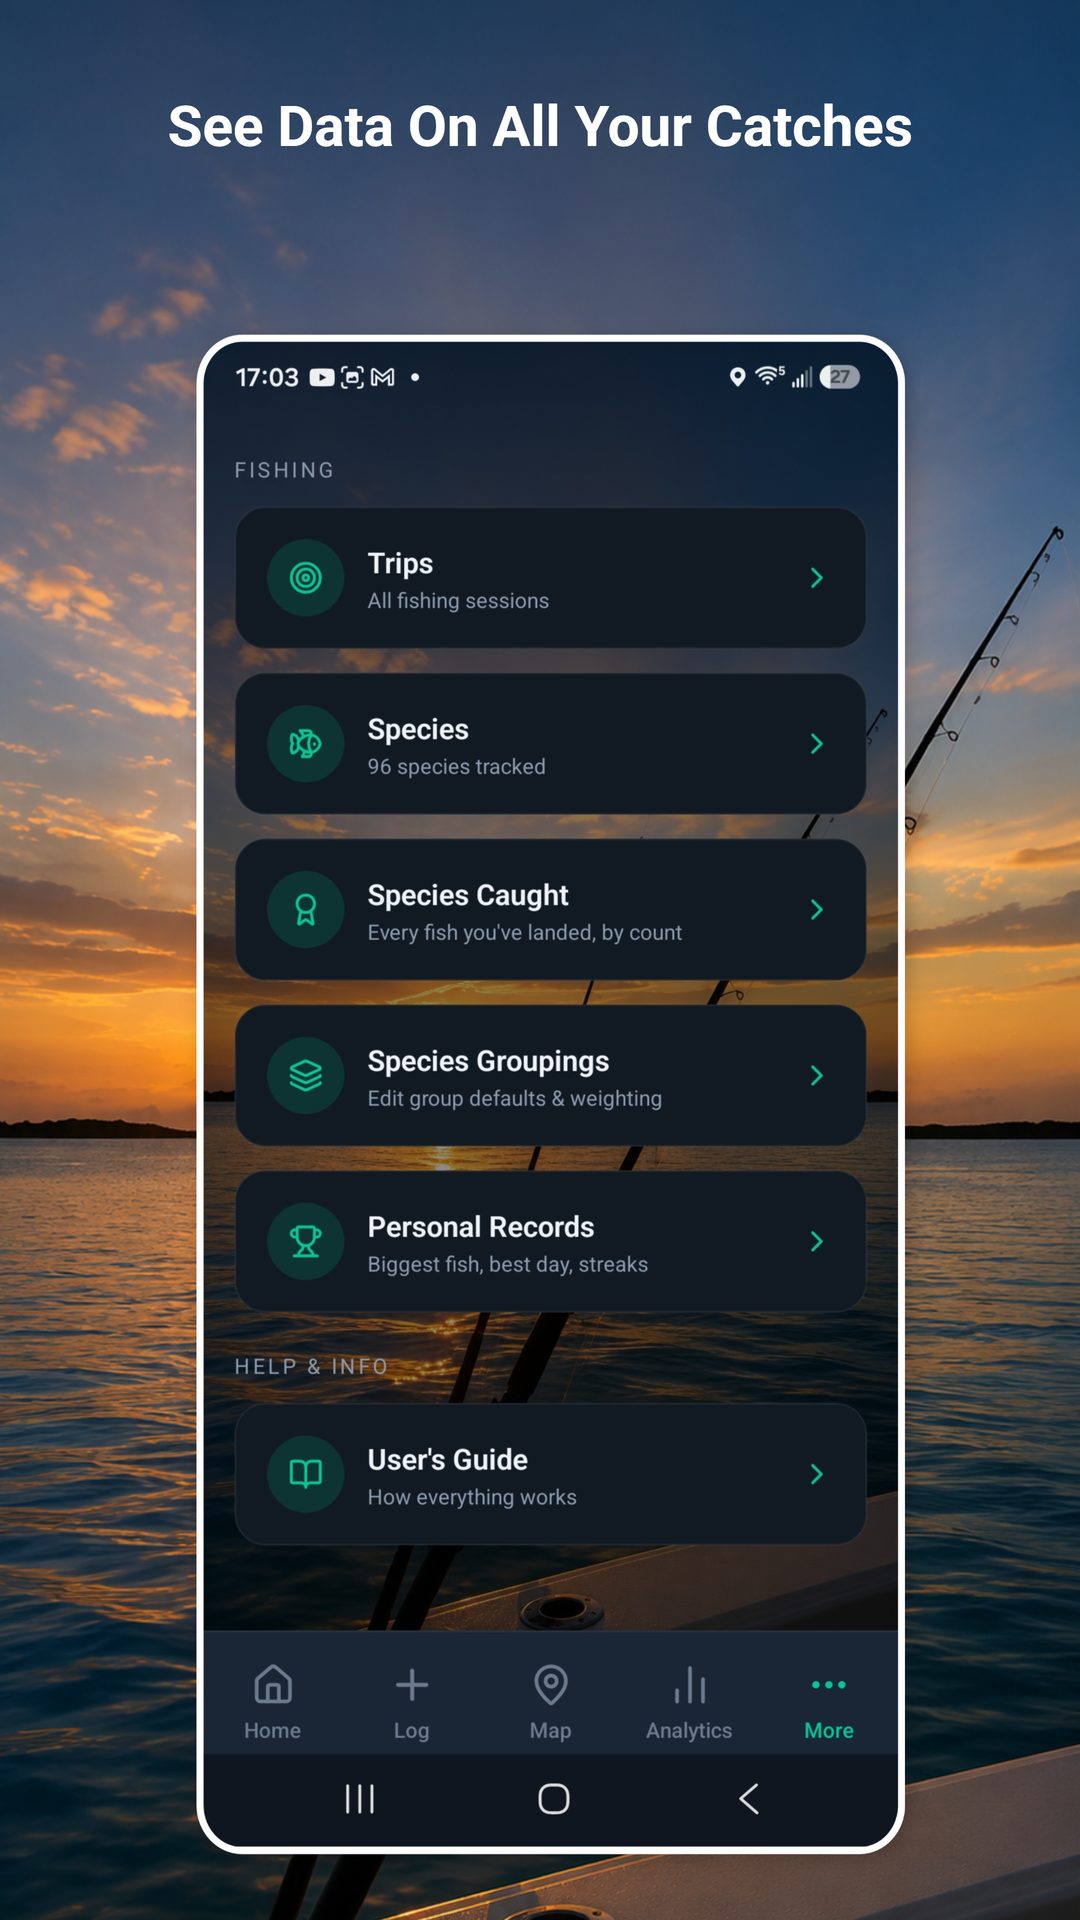 See Data On All Your Catches
17:03
5
27
FISHING
Trips
All fishing sessions
Species
96 species tracked
Species Caught
Every fish you've landed, by count
Species Groupings
Edit group defaults & weighting
Personal Records
Biggest fish, best day, streaks
HELP & INFO
User's Guide
How everything works
Home
Log
Map
Analytics
More